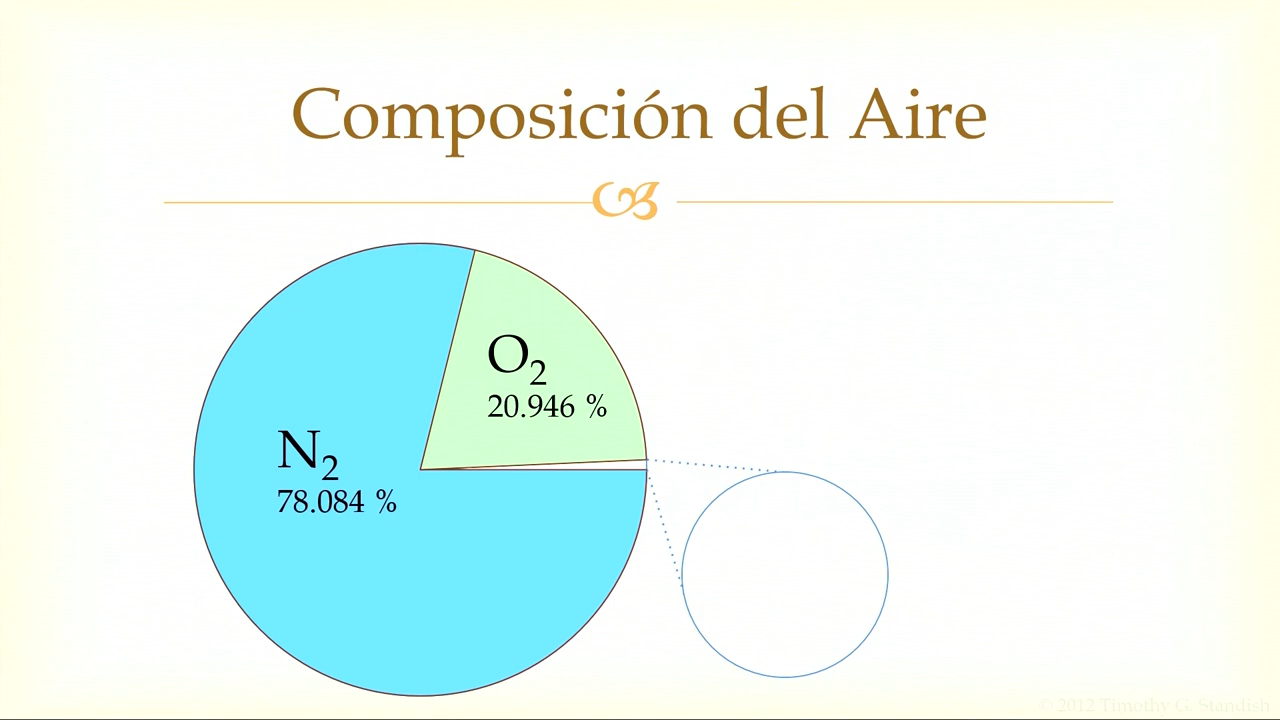 Composición del Aire
O₂
20.946 %
N₂
78.084 %
© 2012 Timothy G. Standish